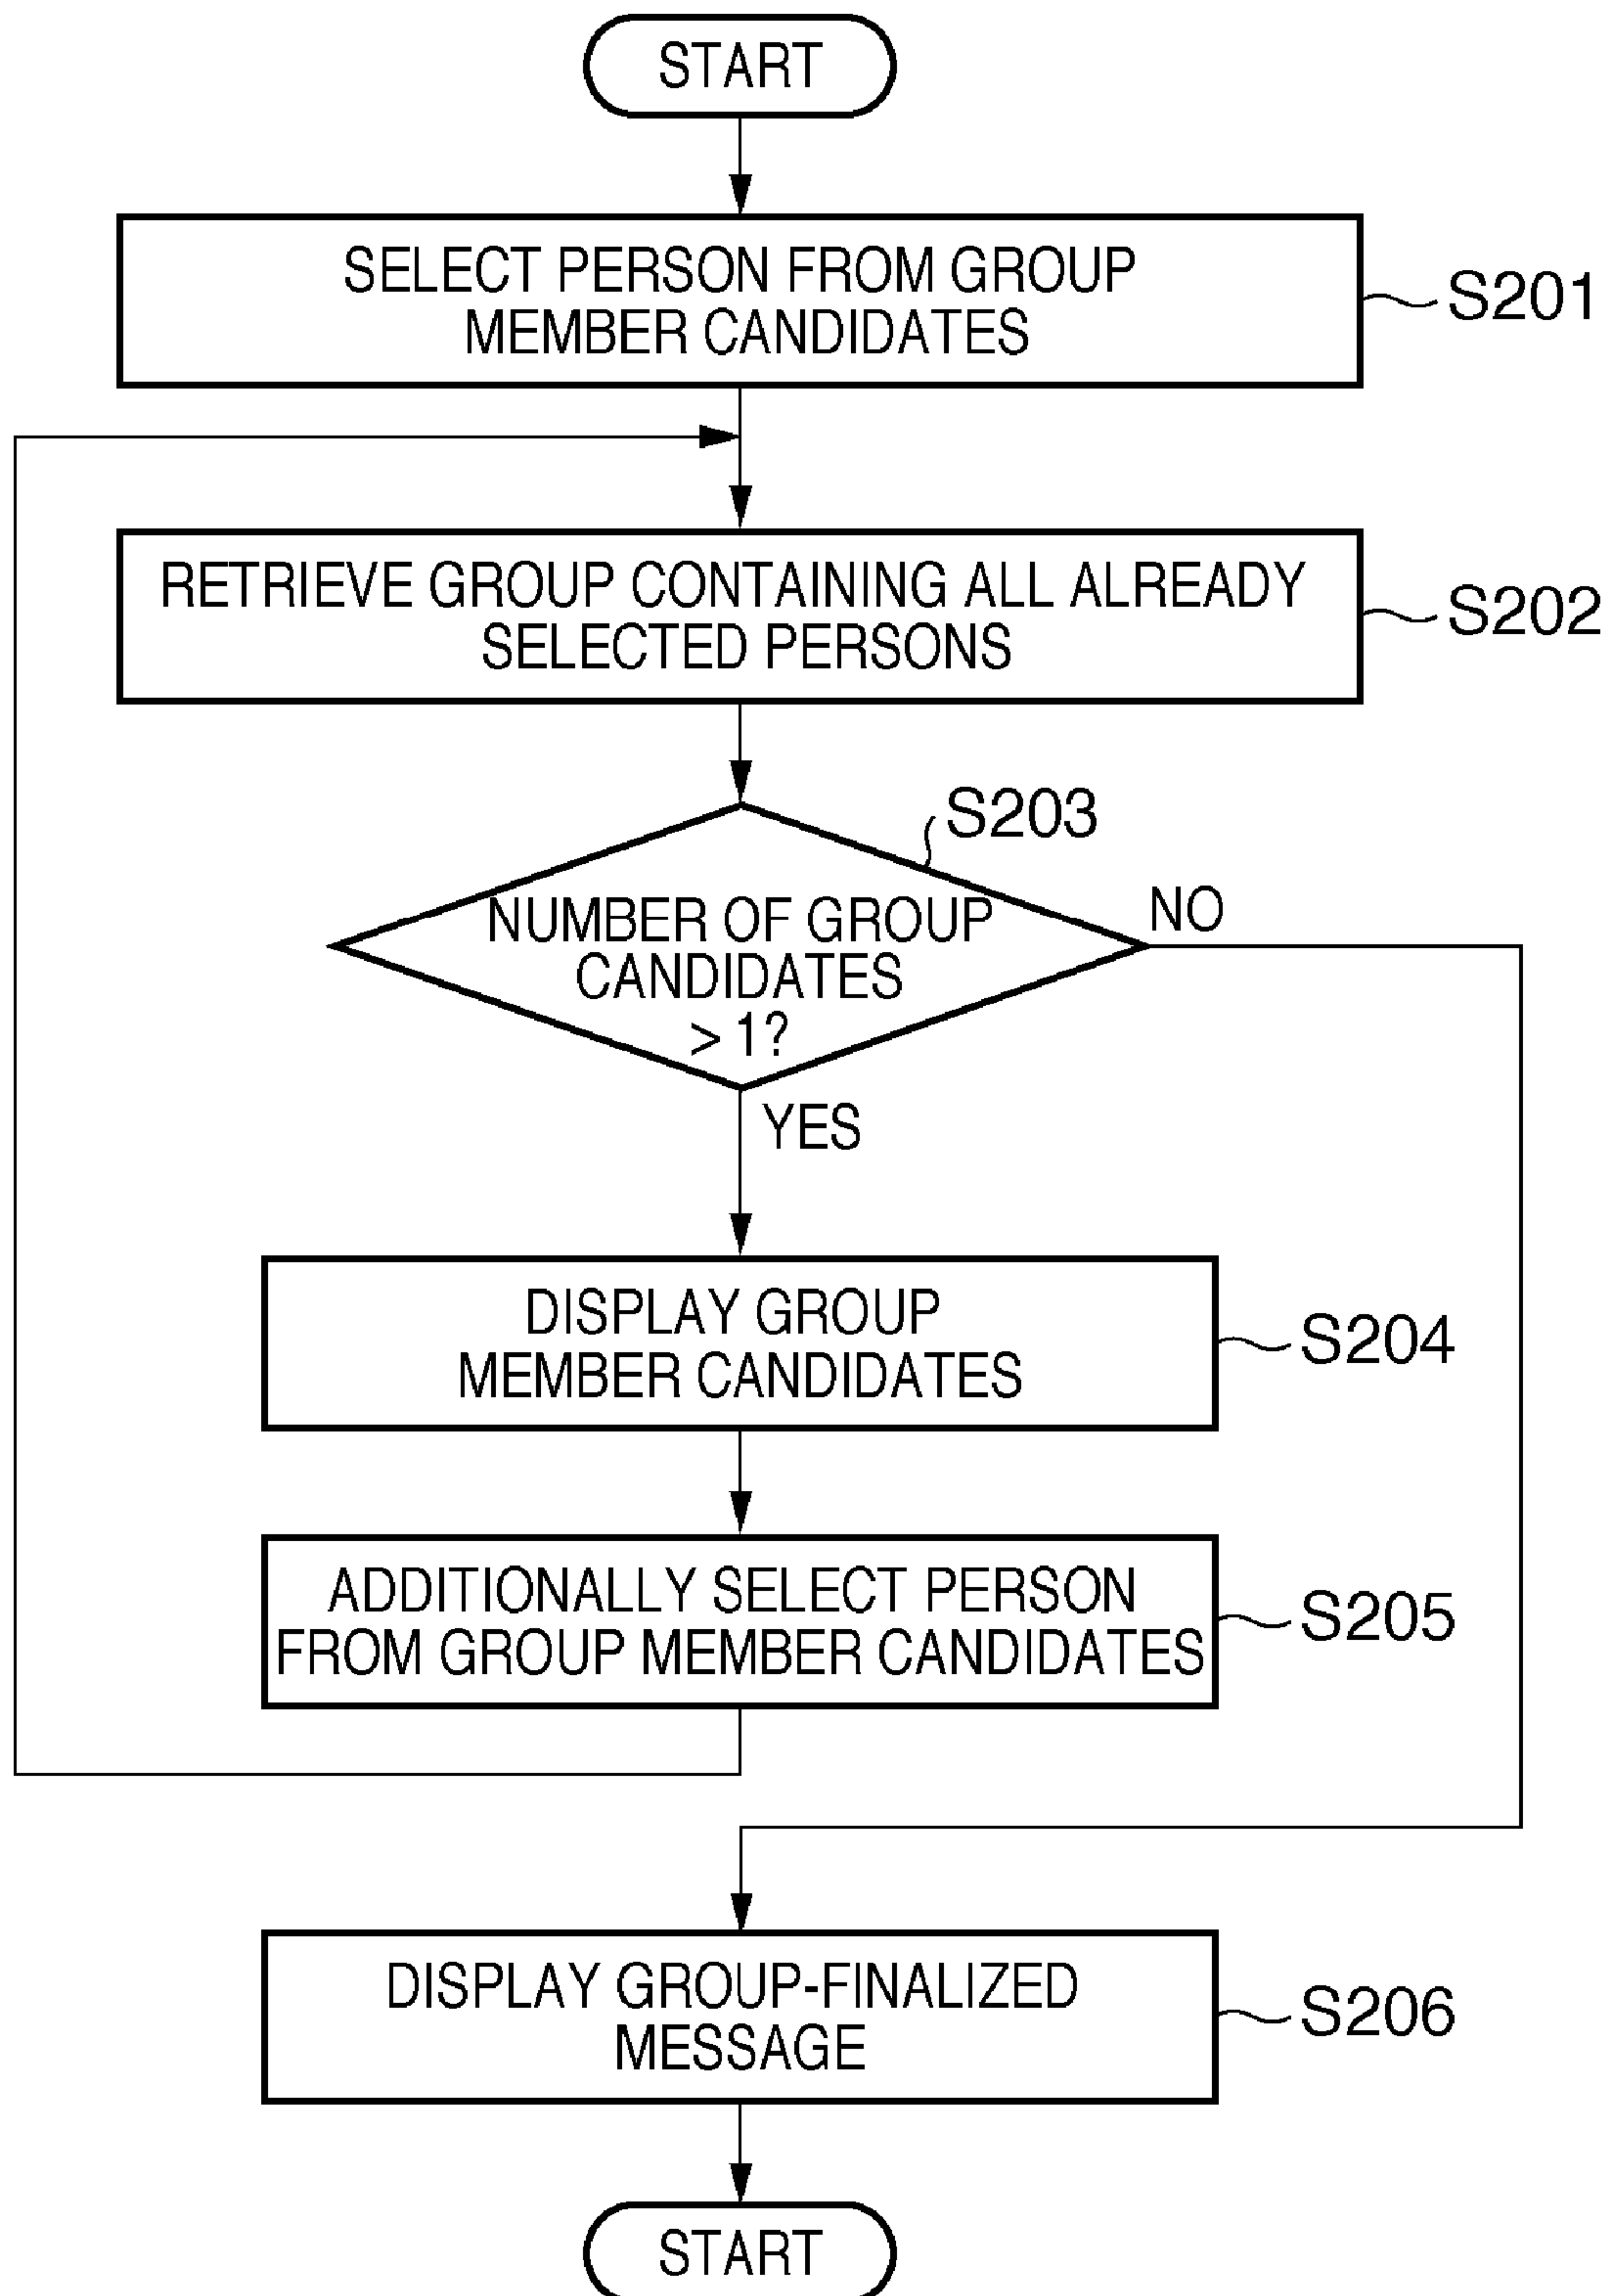 START
SELECT PERSON FROM GROUP
MEMBER CANDIDATES
S201
RETRIEVE GROUP CONTAINING ALL ALREADY
SELECTED PERSONS
S202
S203
NUMBER OF GROUP
CANDIDATES
> 1?
NO
YES
DISPLAY GROUP
MEMBER CANDIDATES
S204
ADDITIONALLY SELECT PERSON
FROM GROUP MEMBER CANDIDATES
S205
DISPLAY GROUP-FINALIZED
MESSAGE
S206
START